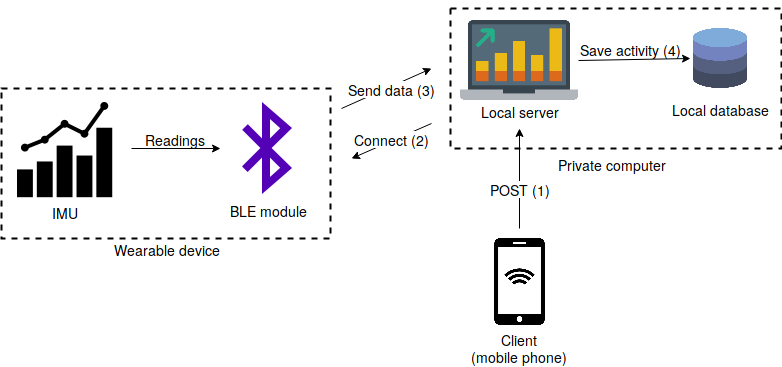 Save activity (4)
Send data (3)
Local server
Local database
Readings
Connect (2)
Private computer
POST (1)
IMU
BLE module
Wearable device
Client
(mobile phone)